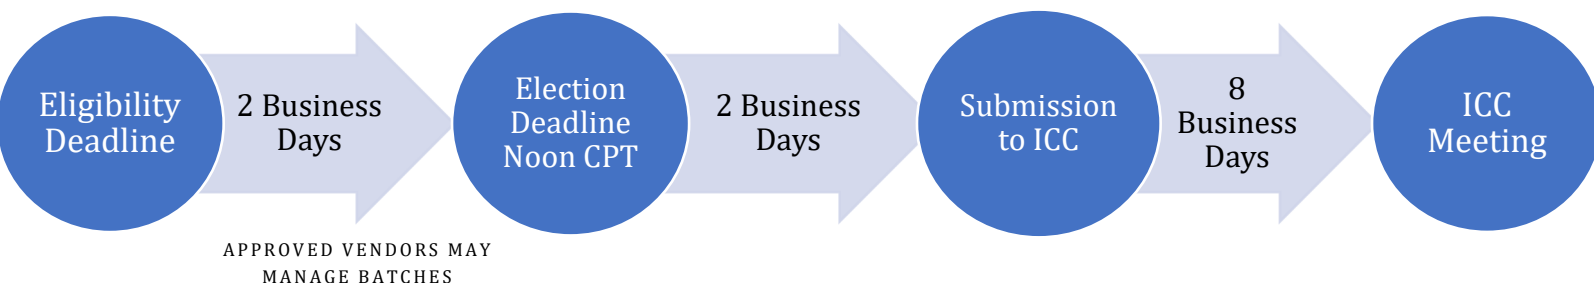 Eligibility
Deadline
2 Business
Days
Election
Deadline
Noon CPT
2 Business
Days
Submission
to ICC
8
Business
Days
ICC
Meeting
APPROVED VENDORS MAY
MANAGE BATCHES